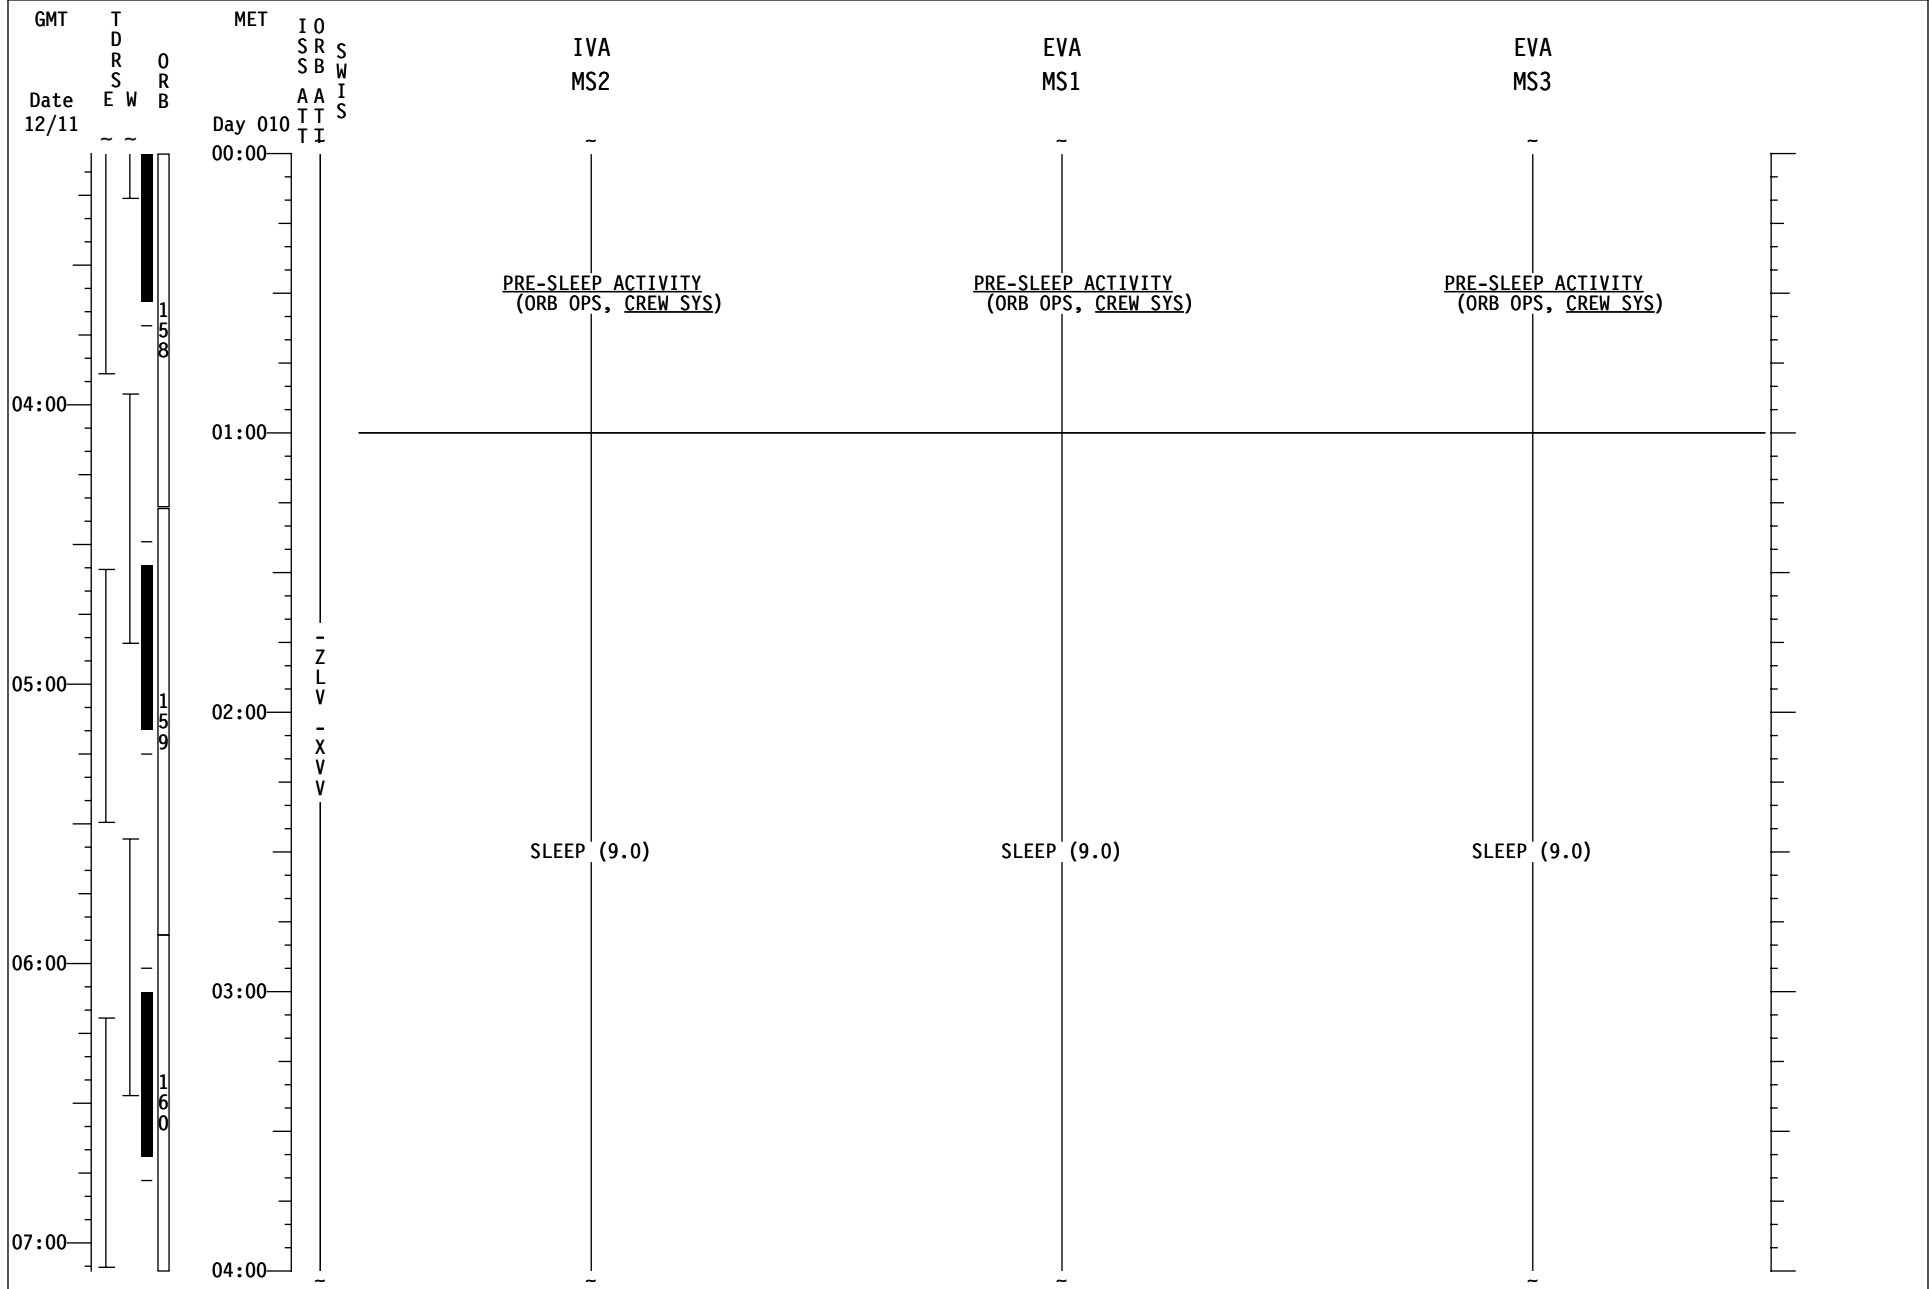 GMT
TDRS
E W
ORB
Date
12/11
MET
Day 010
ISS ATT
ORB ATT
SWIS
IVA
MS2
EVA
MS1
EVA
MS3
~ ~ ~ ~ ~ ~
00:00
PRE-SLEEP ACTIVITY
(ORB OPS, CREW SYS)
PRE-SLEEP ACTIVITY
(ORB OPS, CREW SYS)
PRE-SLEEP ACTIVITY
(ORB OPS, CREW SYS)
158
04:00
01:00
-ZLV -XVV
05:00
159
02:00
SLEEP (9.0)
SLEEP (9.0)
SLEEP (9.0)
06:00
03:00
160
07:00
04:00
~ ~ ~ ~